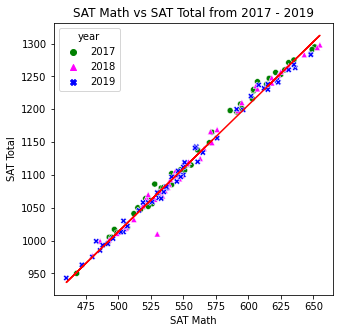 SAT Math vs SAT Total from 2017 - 2019
year
2017
2018
2019
SAT Total
1300
1250
1200
1150
1100
1050
1000
950
475 500 525 550 575 600 625 650
SAT Math